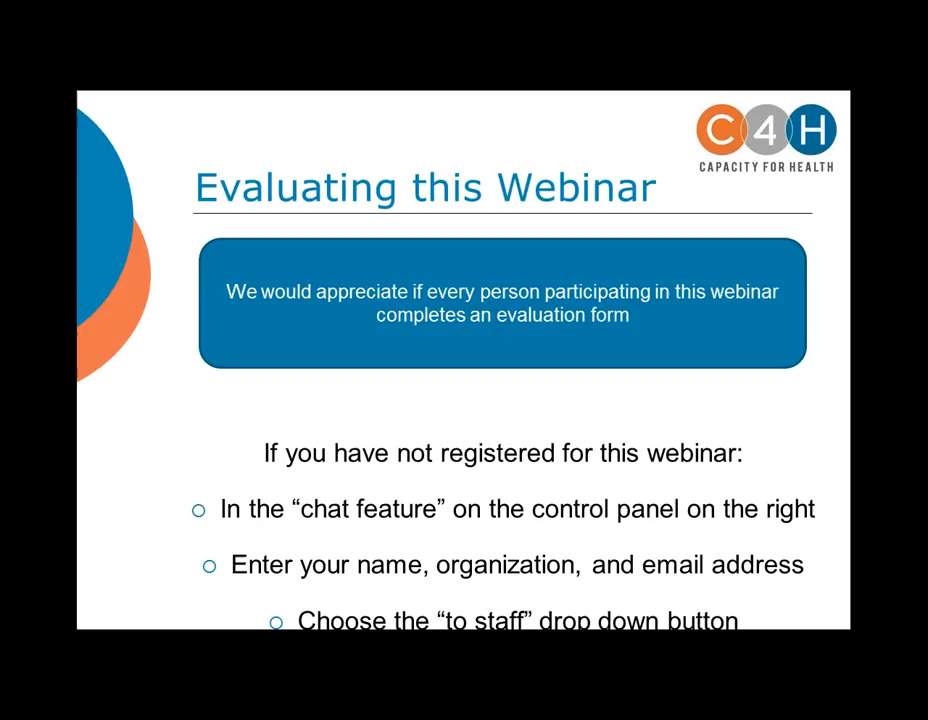 C4H
CAPACITY FOR HEALTH
Evaluating this Webinar
We would appreciate if every person participating in this webinar
completes an evaluation form
If you have not registered for this webinar:
In the “chat feature” on the control panel on the right
Enter your name, organization, and email address
Choose the “to staff” drop down button